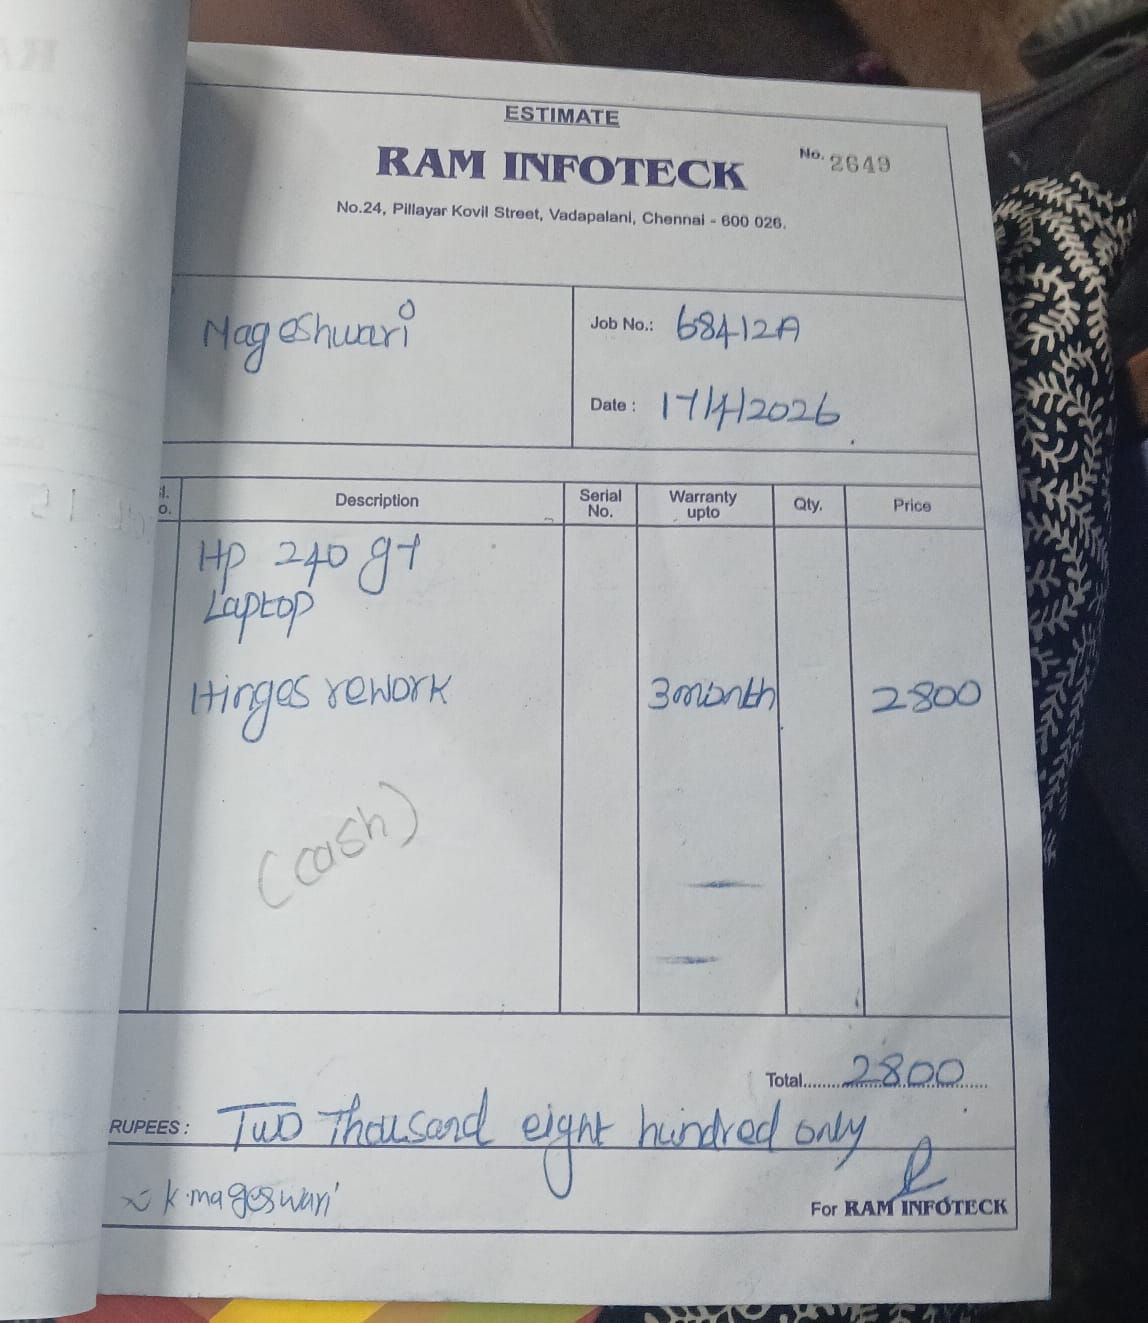 ESTIMATE
RAM INFOTECK
No. 2649
No.24, Pillayar Kovil Street, Vadapalani, Chennai - 600 026.
Mageshwari
Job No.: 68412A
Date : 17/4/2026
Description Serial No. Warranty upto Qty. Price
Hp 240 g7
Laptop
Hinges rework 3month 2800
(cash)
Total........2800......
RUPEES : Two Thousand eight hundred only
K.mageswari
For RAM INFOTECK